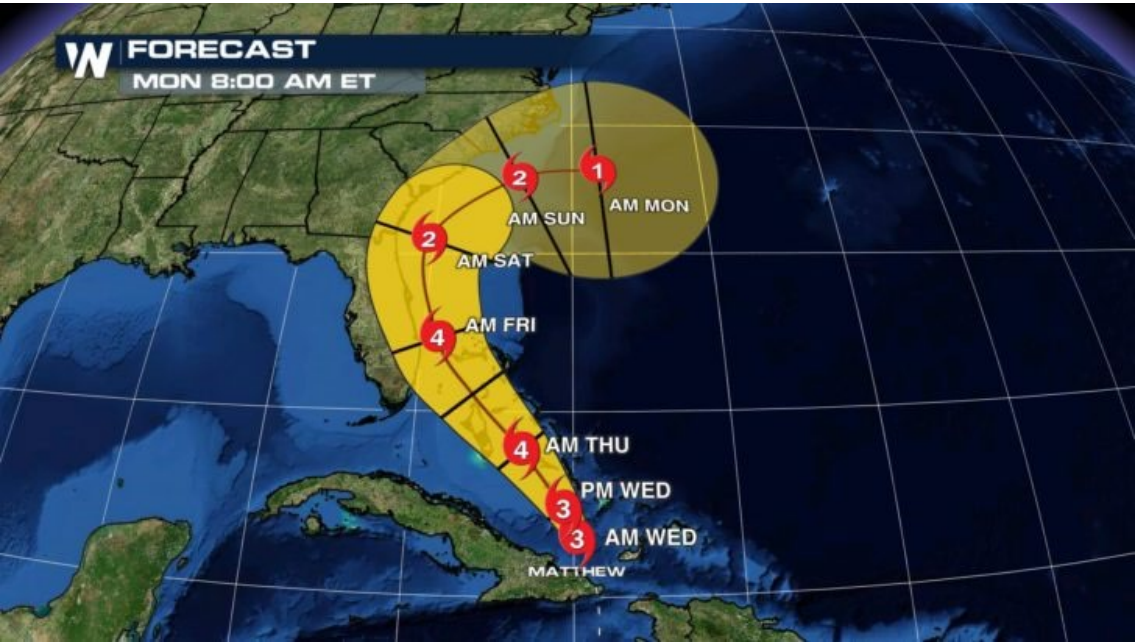 W FORECAST
MON 8:00 AM ET
2
1
AM SUN
AM MON
2
AM SAT
4
AM FRI
4
AM THU
3
PM WED
3
AM WED
MATTHEW